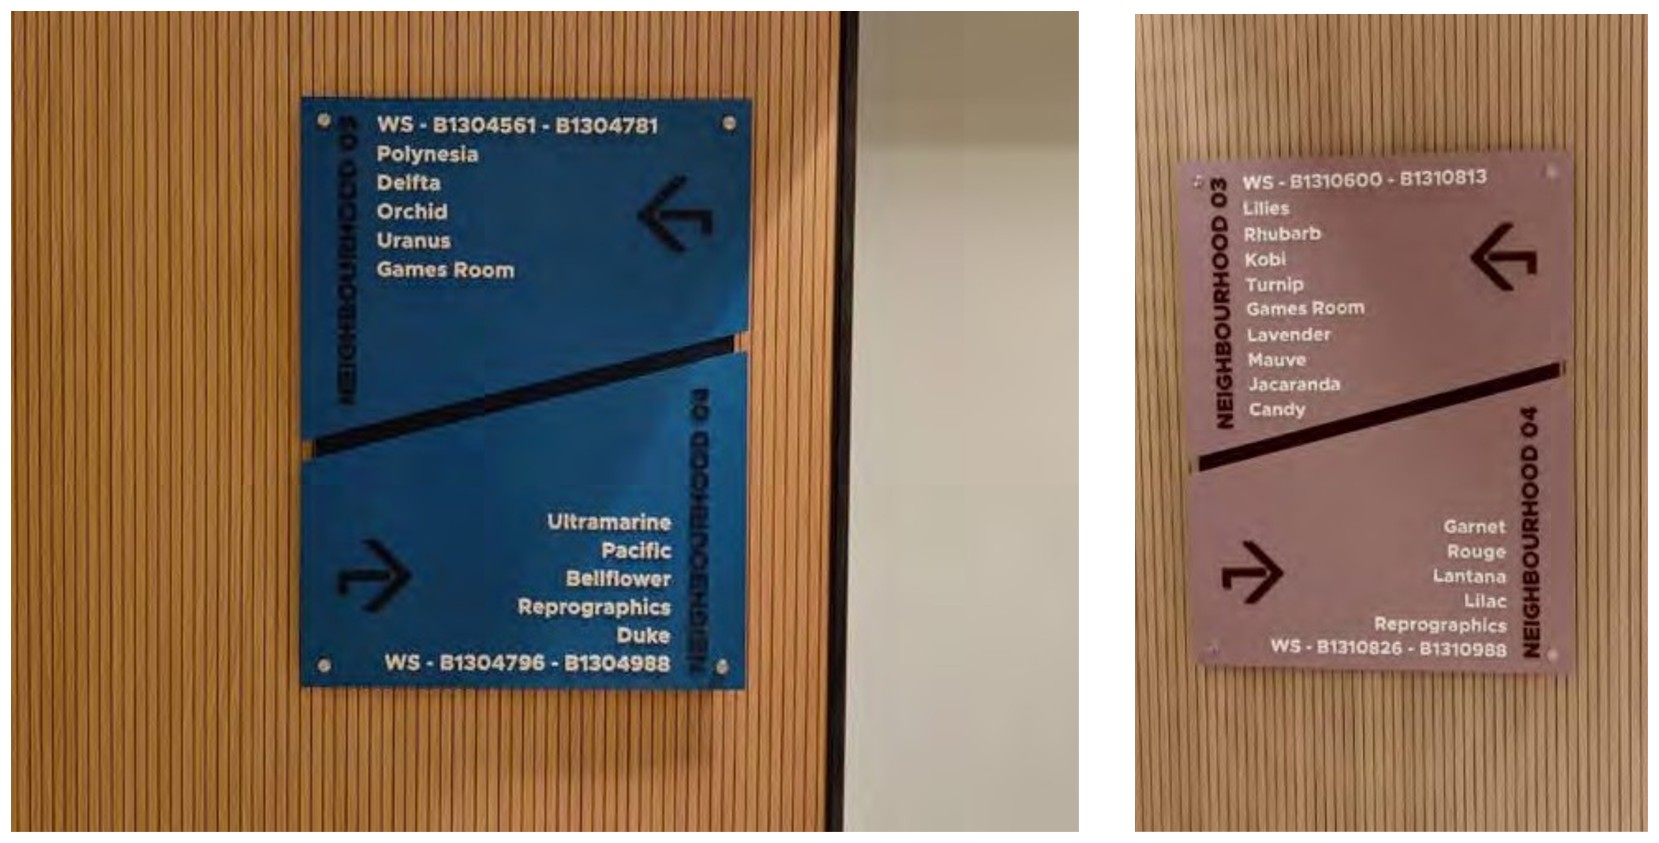 NEIGHBOURHOOD
WS - B1304561 - B1304781
Polynesia
Delfta
Orchid
Uranus
Games Room
Ultramarine
Pacific
Bellflower
Reprographics
Duke
WS - B1304796 - B1304988
NEIGHBOURHOOD
NEIGHBOURHOOD 03
WS - B1310600 - B1310813
Lilies
Rhubarb
Kobi
Turnip
Games Room
Lavender
Mauve
Jacaranda
Candy
Garnet
Rouge
Lantana
Lilac
Reprographics
WS - B1310826 - B1310988
NEIGHBOURHOOD 04